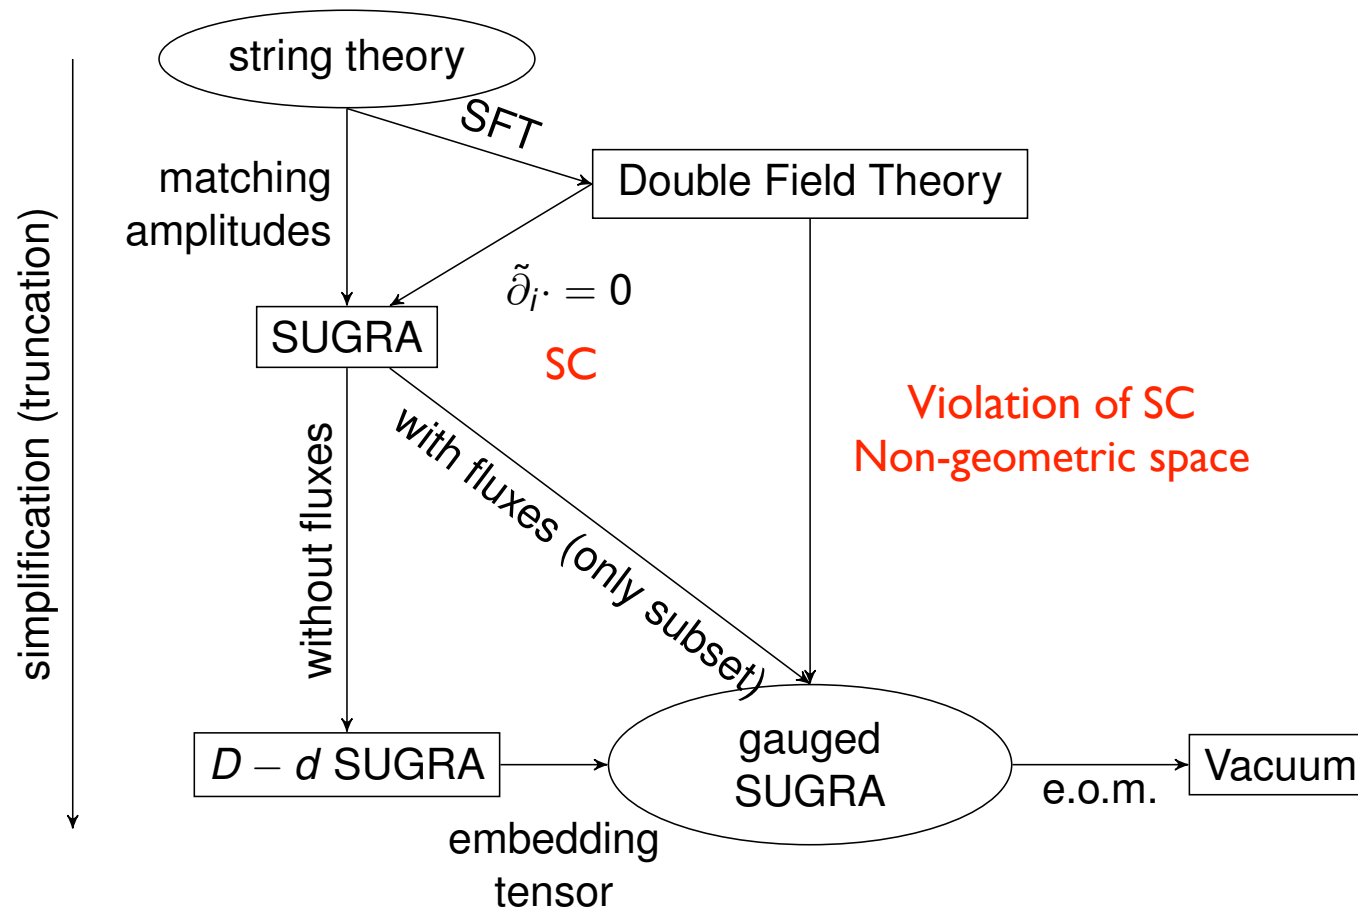 string theory
SFT
matching
amplitudes
Double Field Theory
simplification (truncation)
∂̃ᵢ· = 0
SUGRA
SC
Violation of SC
Non-geometric space
without fluxes
with fluxes (only subset)
D − d SUGRA
gauged
SUGRA
e.o.m.
Vacuum
embedding
tensor